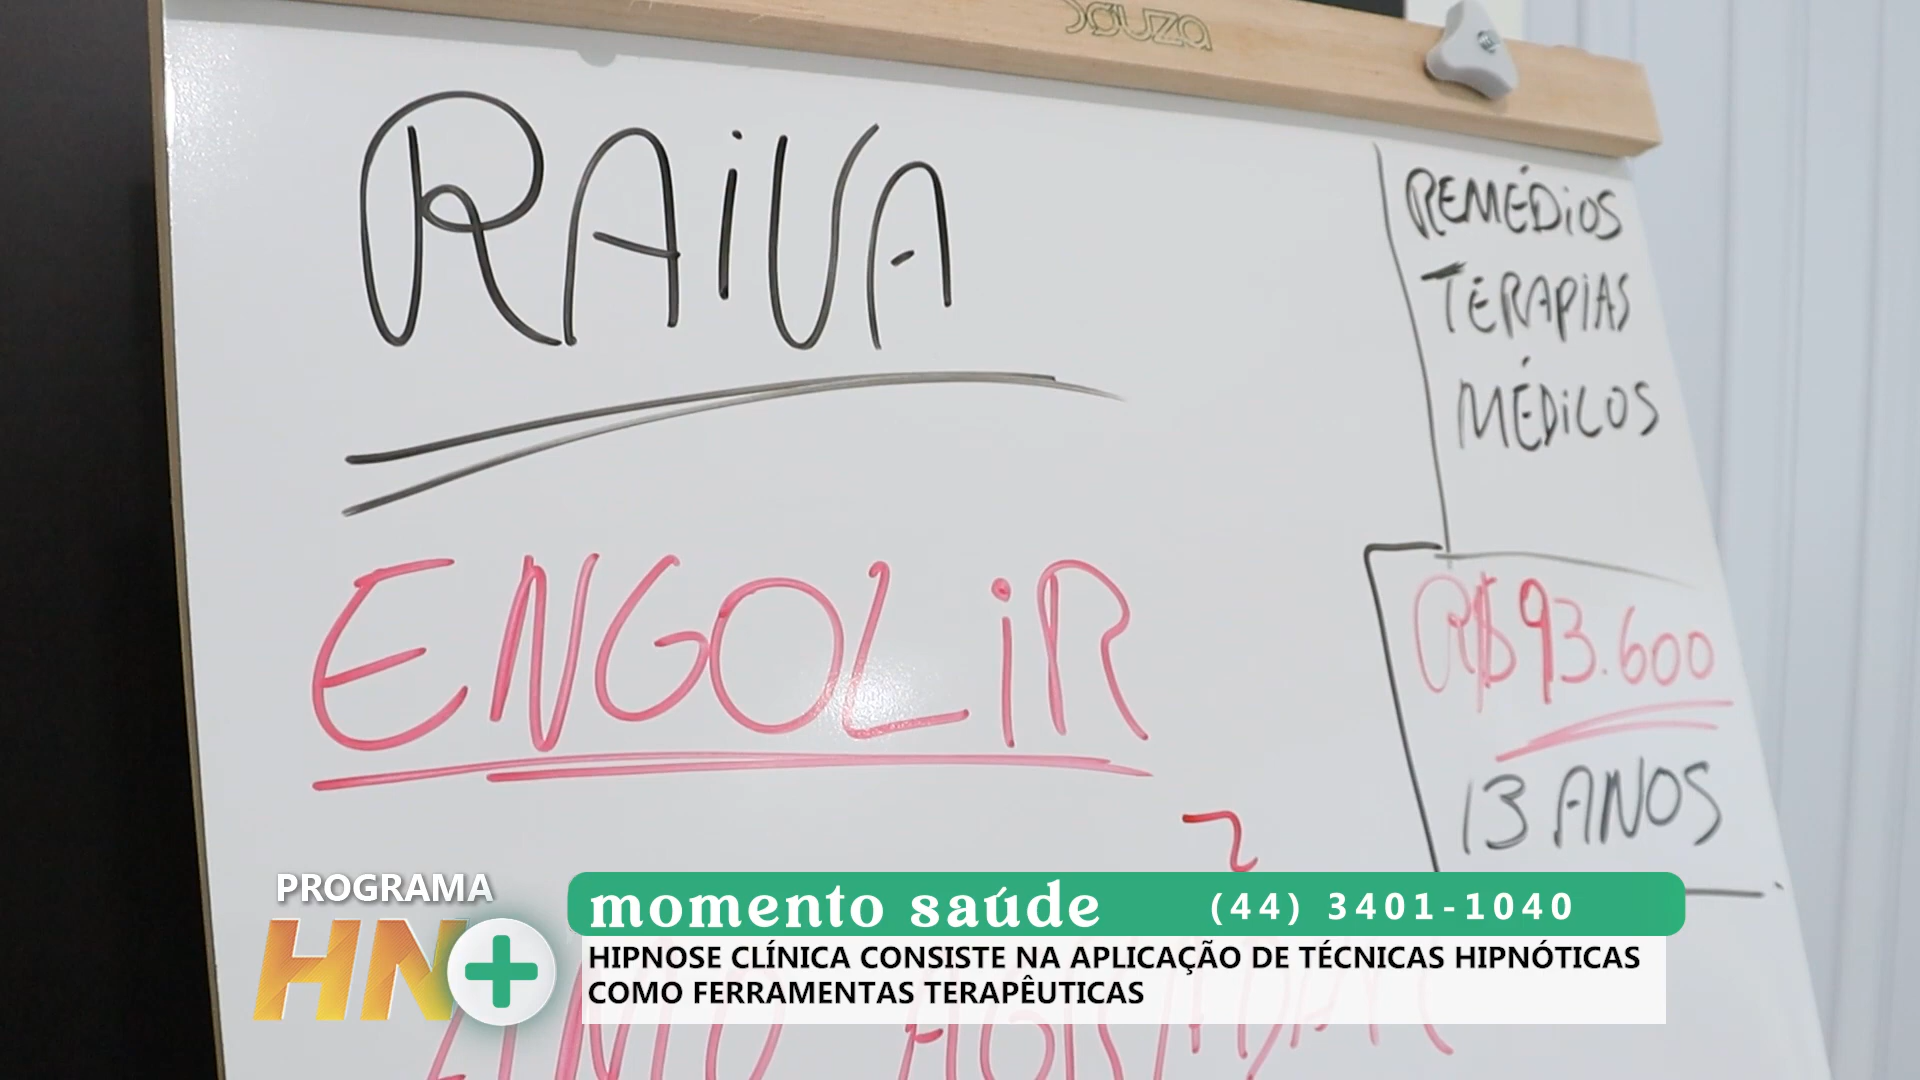 Souza
RAIVA
REMÉDIOS
TERAPIAS
MÉDICOS
ENGOLIR
R$93.600
13 ANOS
PROGRAMA
HN+
momento saúde (44) 3401-1040
HIPNOSE CLÍNICA CONSISTE NA APLICAÇÃO DE TÉCNICAS HIPNÓTICAS
COMO FERRAMENTAS TERAPÊUTICAS